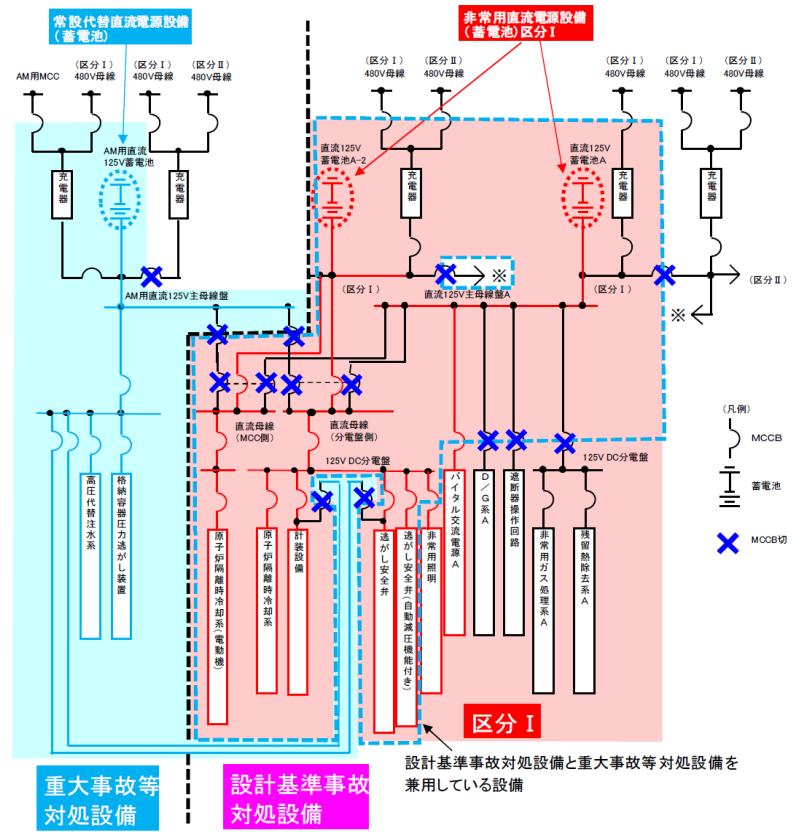 常設代替直流電源設備
(蓄電池)
非常用直流電源設備
(蓄電池)区分Ⅰ
AM用MCC
(区分Ⅰ)
480V母線
(区分Ⅰ)
480V母線
(区分Ⅱ)
480V母線
(区分Ⅰ)
480V母線
(区分Ⅱ)
480V母線
(区分Ⅰ)
480V母線
(区分Ⅰ)
480V母線
(区分Ⅱ)
480V母線
AM用直流
125V蓄電池
直流125V
蓄電池A-2
直流125V
蓄電池A
充電器
充電器
充電器
充電器
充電器
※
(区分Ⅱ)
AM用直流125V主母線盤
(区分Ⅰ)
直流125V主母線盤A
(区分Ⅰ)
※
直流母線
(MCC側)
直流母線
(分電盤側)
125V DC分電盤
125V DC分電盤
(凡例)
MCCB
蓄電池
MCCB切
高圧代替注水系
格納容器圧力逃がし装置
原子炉隔離時冷却系(電動機)
原子炉隔離時冷却系
計装設備
逃がし安全弁
逃がし安全弁(自動減圧機能付き)
非常用照明
バイタル交流電源A
D/G系A
遮断器操作回路
非常用ガス処理系A
残留熱除去系A
区分Ⅰ
設計基準事故対処設備と重大事故等対処設備を
兼用している設備
重大事故等
対処設備
設計基準事故
対処設備